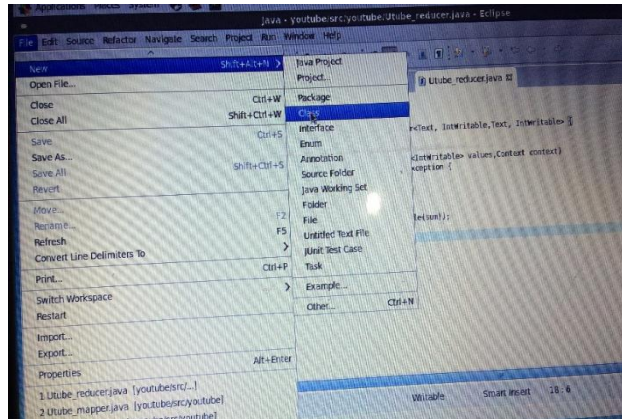 Applications Places System
Java - youtube/src/youtube/Utube_reducer.java - Eclipse
File Edit Source Refactor Navigate Search Project Run Window Help
New Shift+Alt+N >
Open File...
Close Ctrl+W
Close All Shift+Ctrl+W
Save Ctrl+S
Save As...
Save All Shift+Ctrl+S
Revert
Move...
Rename... F2
Refresh F5
Convert Line Delimiters To >
Print... Ctrl+P
Switch Workspace >
Restart
Import...
Export...
Properties Alt+Enter
1 Utube_reducer.java [youtube/src/...]
2 Utube_mapper.java [youtube/src/youtube]
Java Project
Project...
Package
Class
Interface
Enum
Annotation
Source Folder
Java Working Set
Folder
File
Untitled Text File
JUnit Test Case
Task
Example...
Other... Ctrl+N
Utube_reducer.java
r<Text, IntWritable,Text, IntWritable> {
<IntWritable> values,Context context)
xception {
le(sum));
Writable Smart Insert 18 : 6